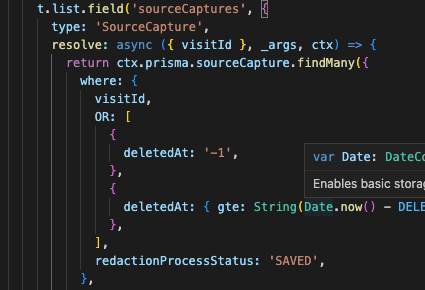 t.list.field('sourceCaptures', {
type: 'SourceCapture',
resolve: async ({ visitId }, _args, ctx) => {
return ctx.prisma.sourceCapture.findMany({
where: {
visitId,
OR: [
{
deletedAt: '-1',
},
var Date: DateCo
{
Enables basic storag
deletedAt: { gte: String(Date.now() - DELE
},
],
redactionProcessStatus: 'SAVED',
},